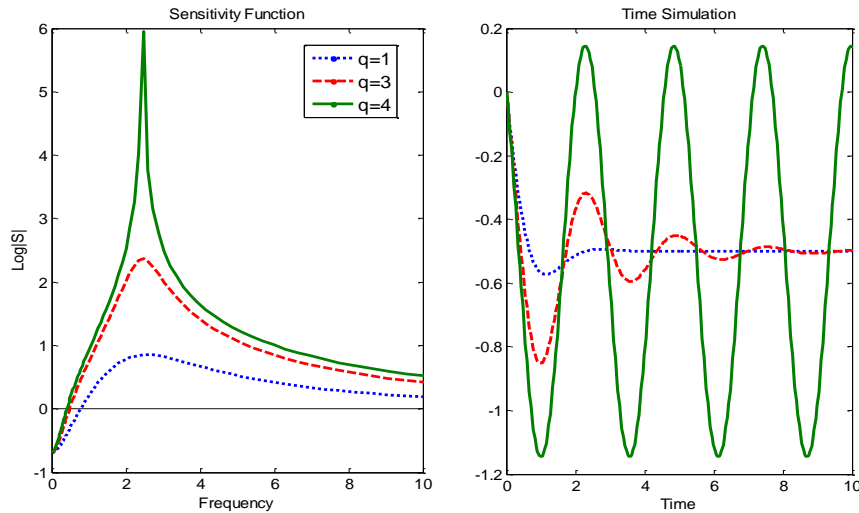 Sensitivity Function
6
5
4
3
2
1
0
-1
Log|S|
q=1
q=3
q=4
0 2 4 6 8 10
Frequency
Time Simulation
0.2
0
-0.2
-0.4
-0.6
-0.8
-1
-1.2
0 2 4 6 8 10
Time